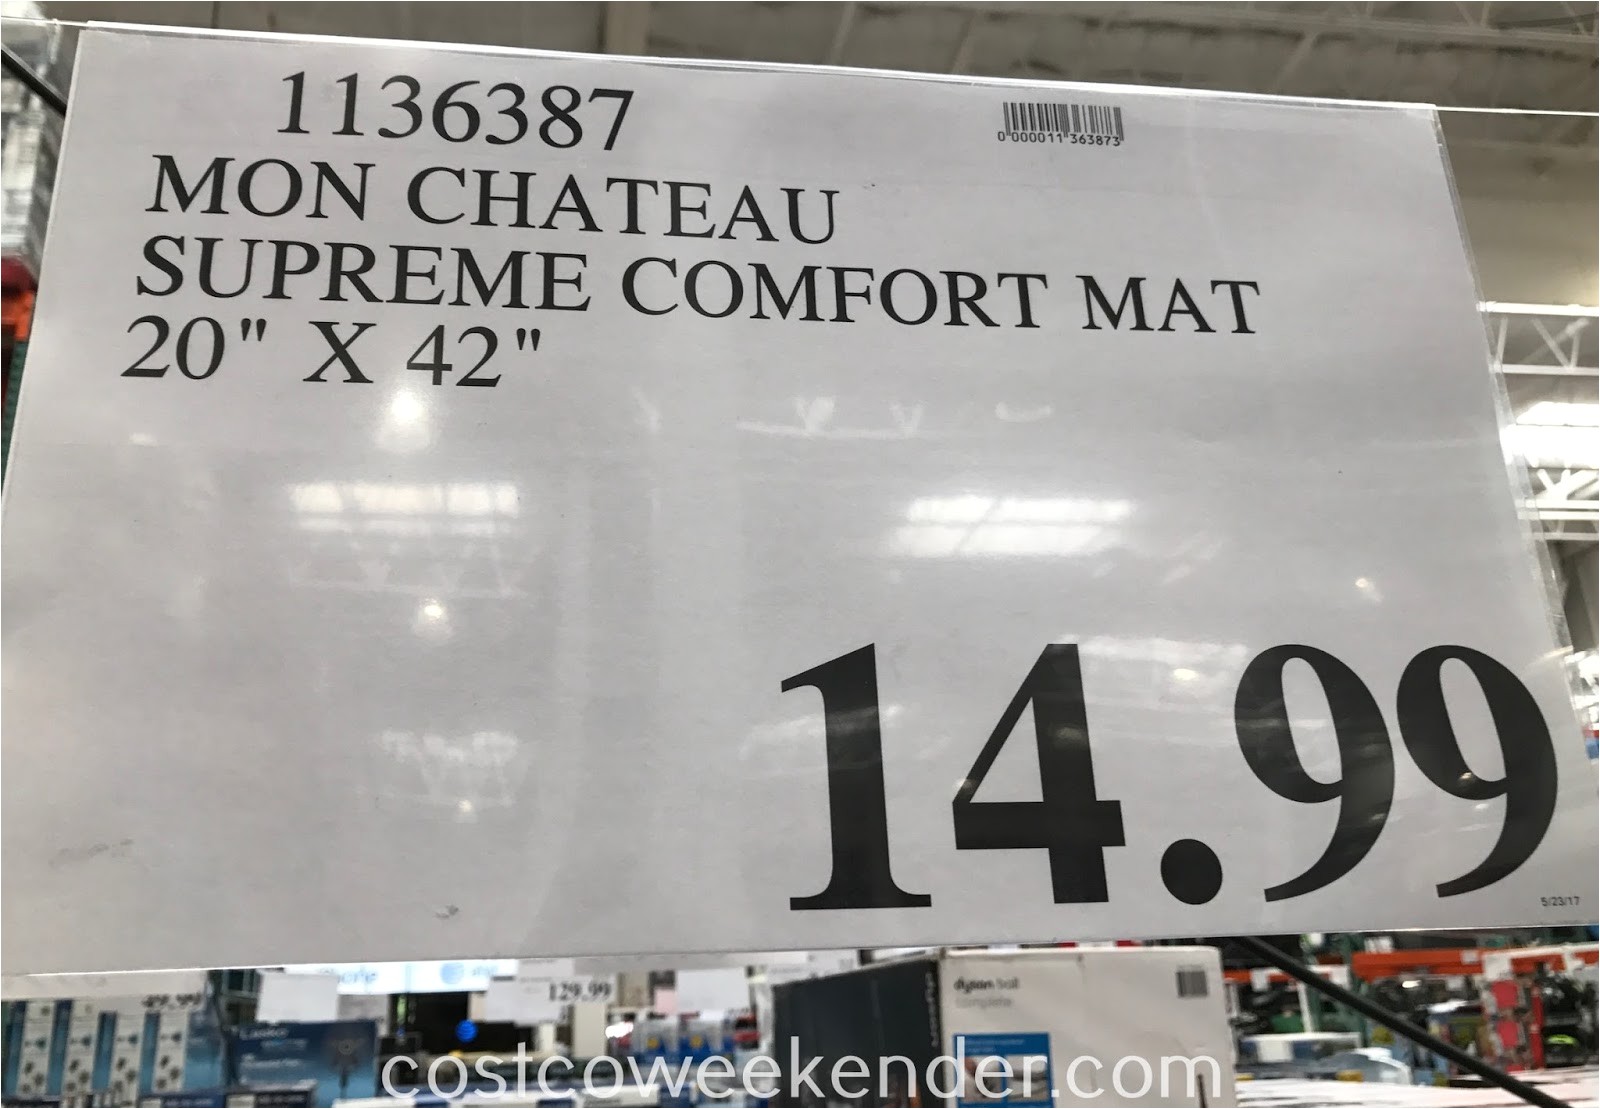 1136387
0 000011 363873
MON CHATEAU
SUPREME COMFORT MAT
20" X 42"
14.99
5/23/17
129.99
dyson ball
complete
costcoweekender.com